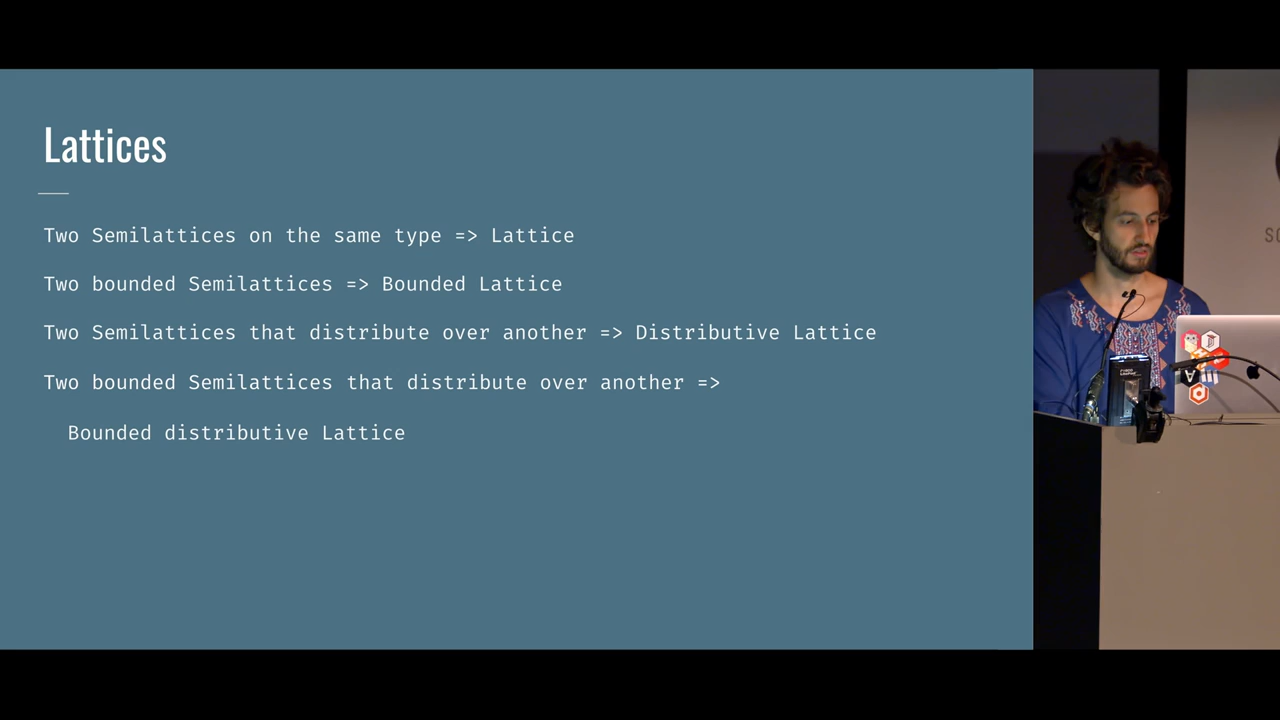 Lattices
Two Semilattices on the same type => Lattice
Two bounded Semilattices => Bounded Lattice
Two Semilattices that distribute over another => Distributive Lattice
Two bounded Semilattices that distribute over another =>
Bounded distributive Lattice